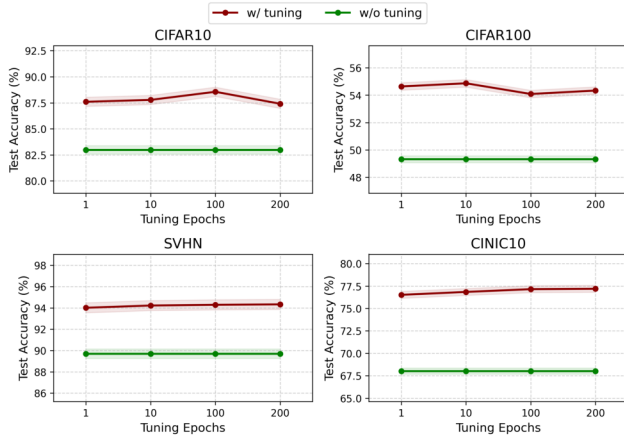 w/ tuning w/o tuning
CIFAR10
Test Accuracy (%)
92.5
90.0
87.5
85.0
82.5
80.0
1 10 100 200
Tuning Epochs
CIFAR100
Test Accuracy (%)
56
54
52
50
48
1 10 100 200
Tuning Epochs
SVHN
Test Accuracy (%)
98
96
94
92
90
88
86
1 10 100 200
Tuning Epochs
CINIC10
Test Accuracy (%)
80.0
77.5
75.0
72.5
70.0
67.5
65.0
1 10 100 200
Tuning Epochs